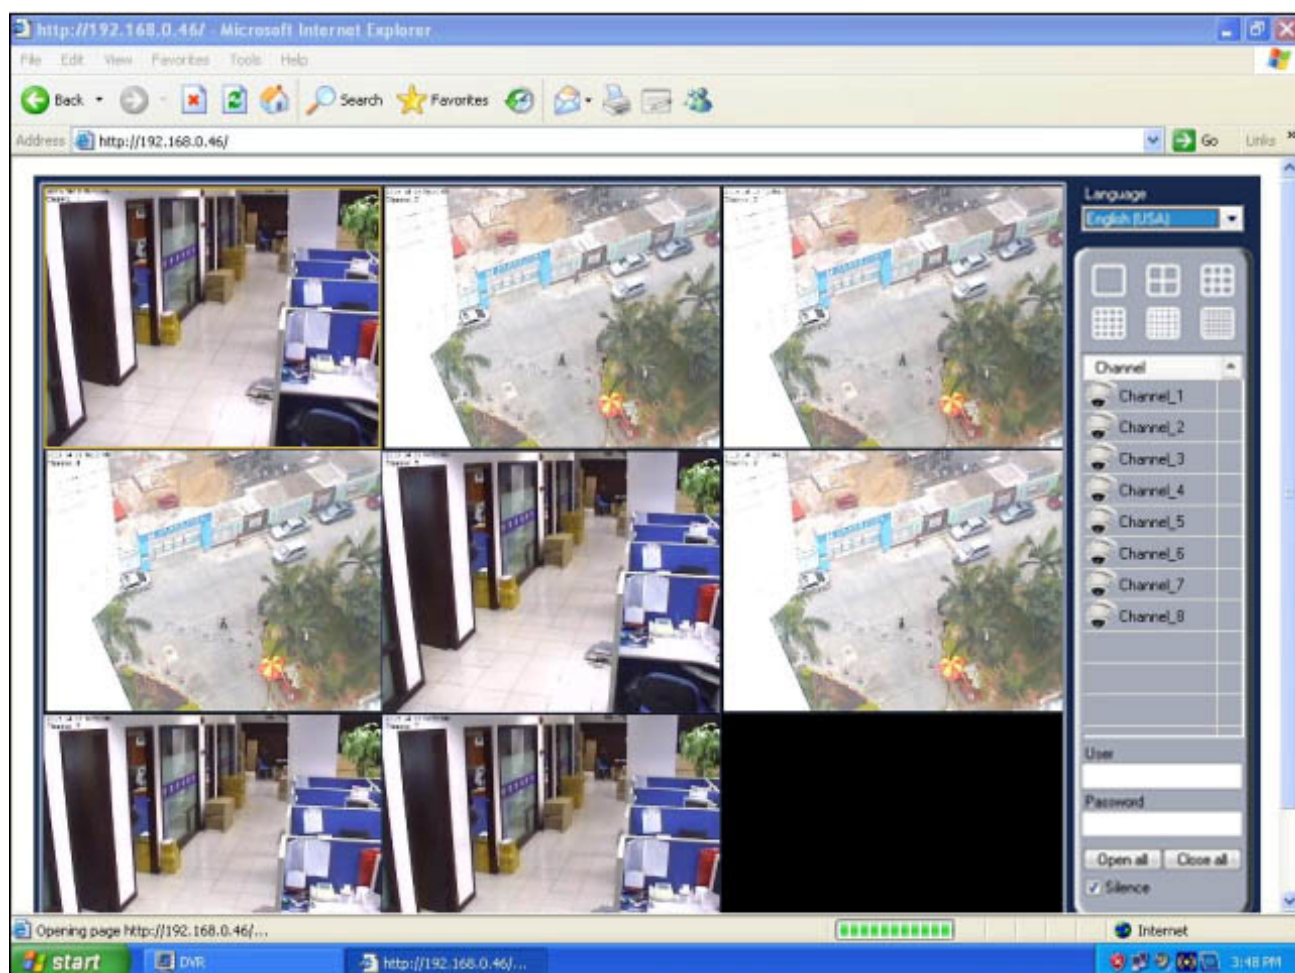 http://192.168.0.46/ - Microsoft Internet Explorer
File Edit View Favorites Tools Help
Back Search Favorites
Address http://192.168.0.46/ Go Links
Language
English (USA)
Channel
Channel_1
Channel_2
Channel_3
Channel_4
Channel_5
Channel_6
Channel_7
Channel_8
User
Password
Open all Close all
Silence
Opening page http://192.168.0.46/... Internet
start DVR http://192.168.0.46/... 3:48 PM